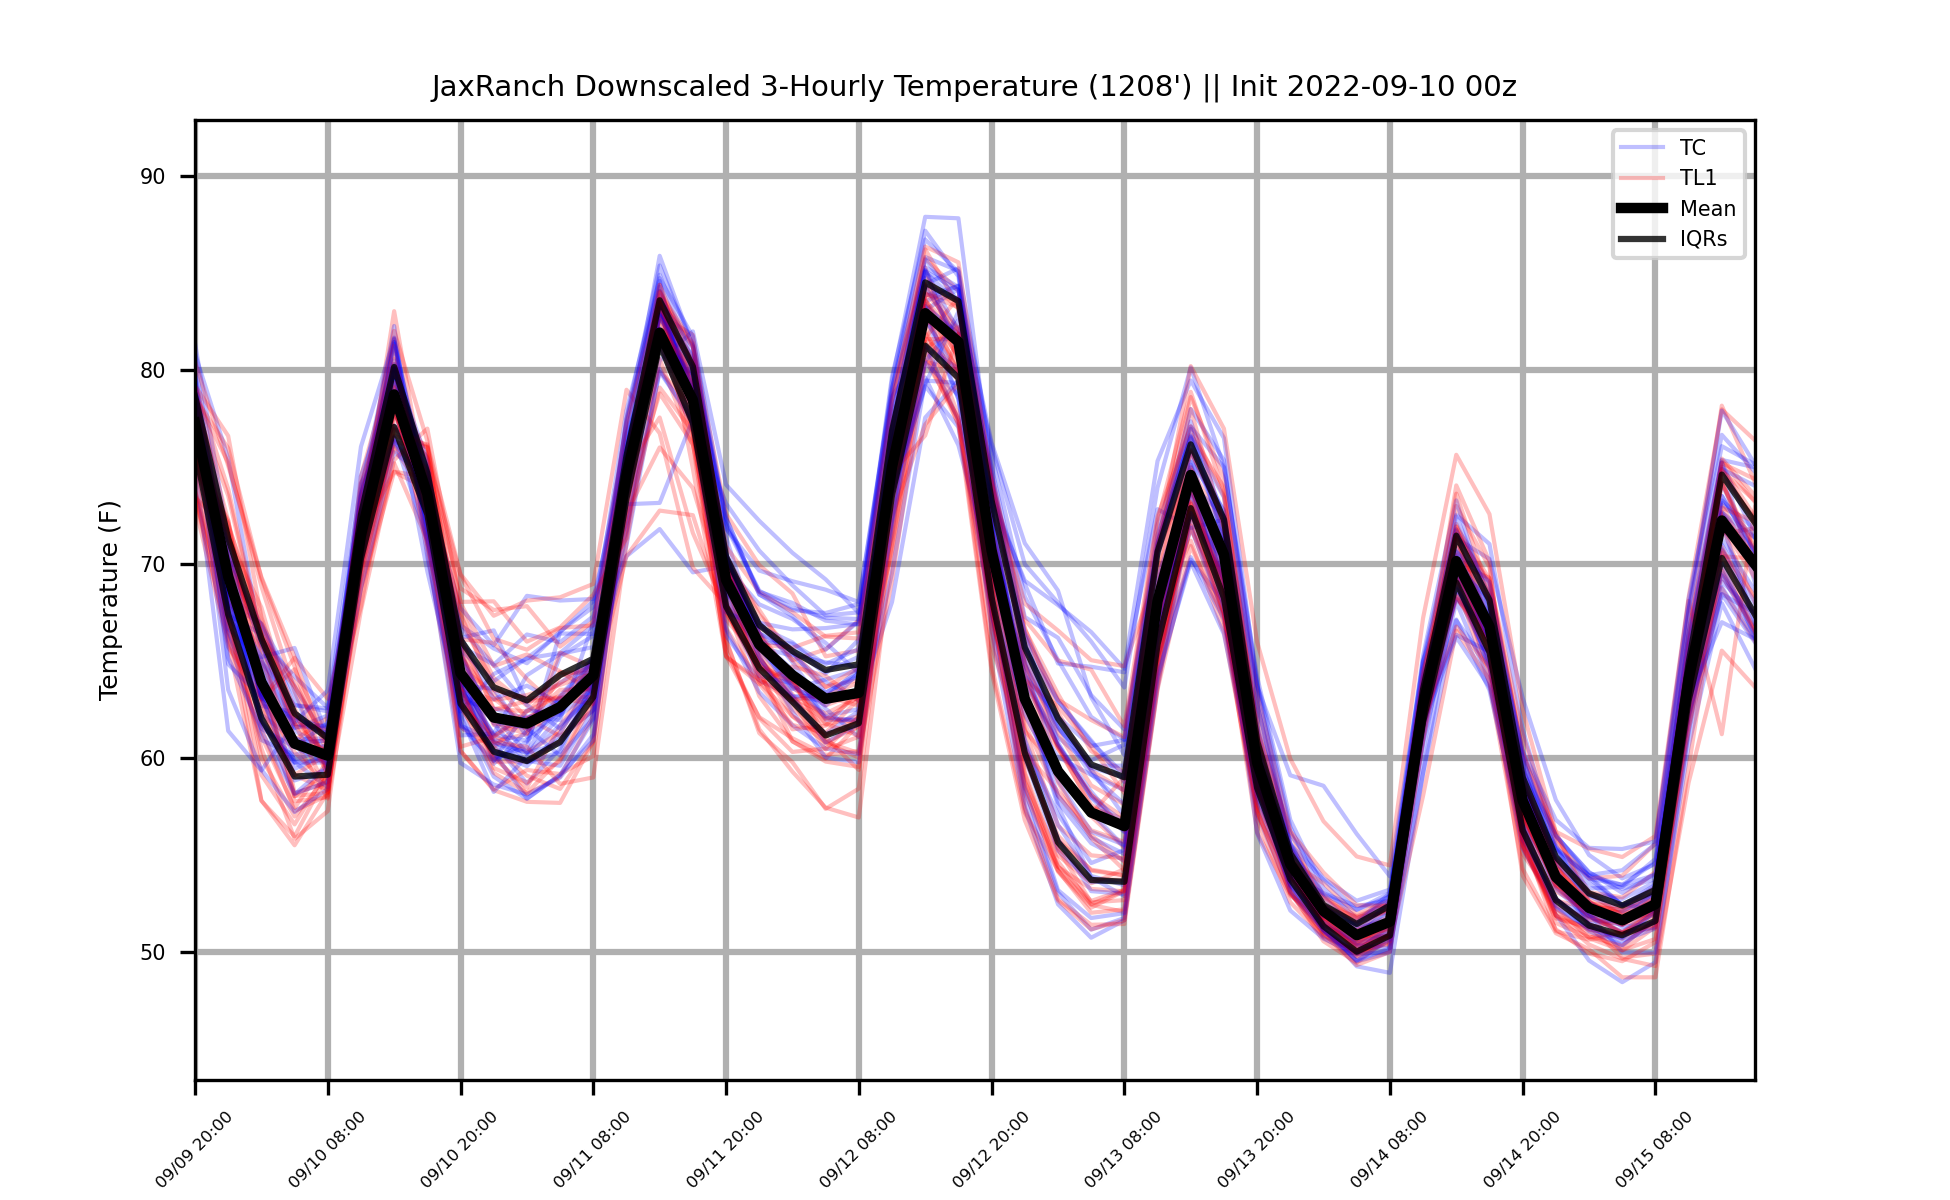 JaxRanch Downscaled 3-Hourly Temperature (1208') || Init 2022-09-10 00z
TC
TL1
Mean
IQRs
Temperature (F)
90
80
70
60
50
09/09 20:00
09/10 08:00
09/10 20:00
09/11 08:00
09/11 20:00
09/12 08:00
09/12 20:00
09/13 08:00
09/13 20:00
09/14 08:00
09/14 20:00
09/15 08:00